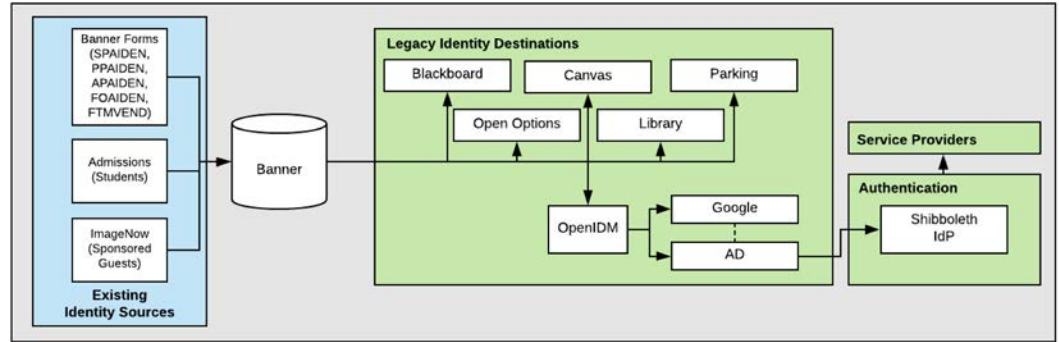 Banner Forms
(SPAIDEN,
PPAIDEN,
APAIDEN,
FOAIDEN,
FTMVEND)
Admissions
(Students)
ImageNow
(Sponsored
Guests)
Existing
Identity Sources
Banner
Legacy Identity Destinations
Blackboard
Canvas
Parking
Open Options
Library
OpenIDM
Google
AD
Service Providers
Authentication
Shibboleth
IdP